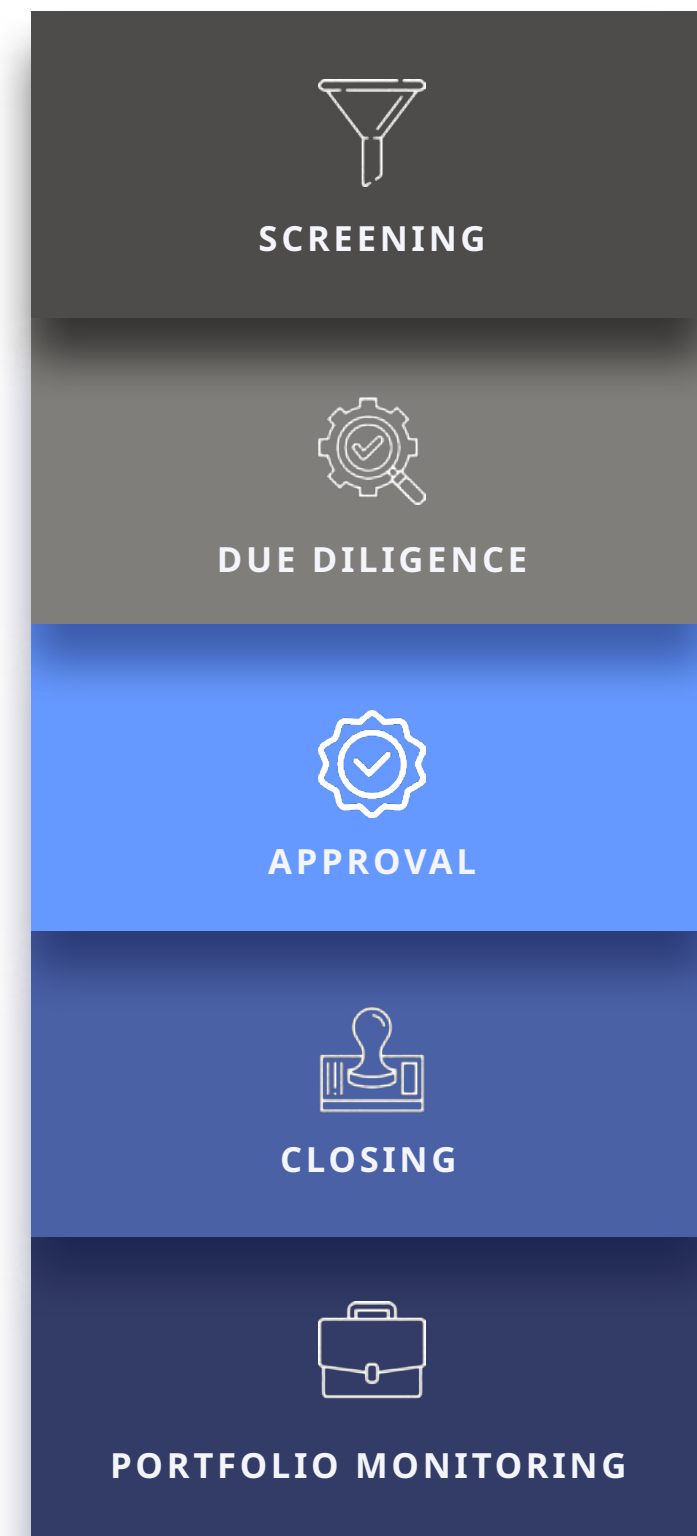 SCREENING
DUE DILIGENCE
APPROVAL
CLOSING
PORTFOLIO MONITORING